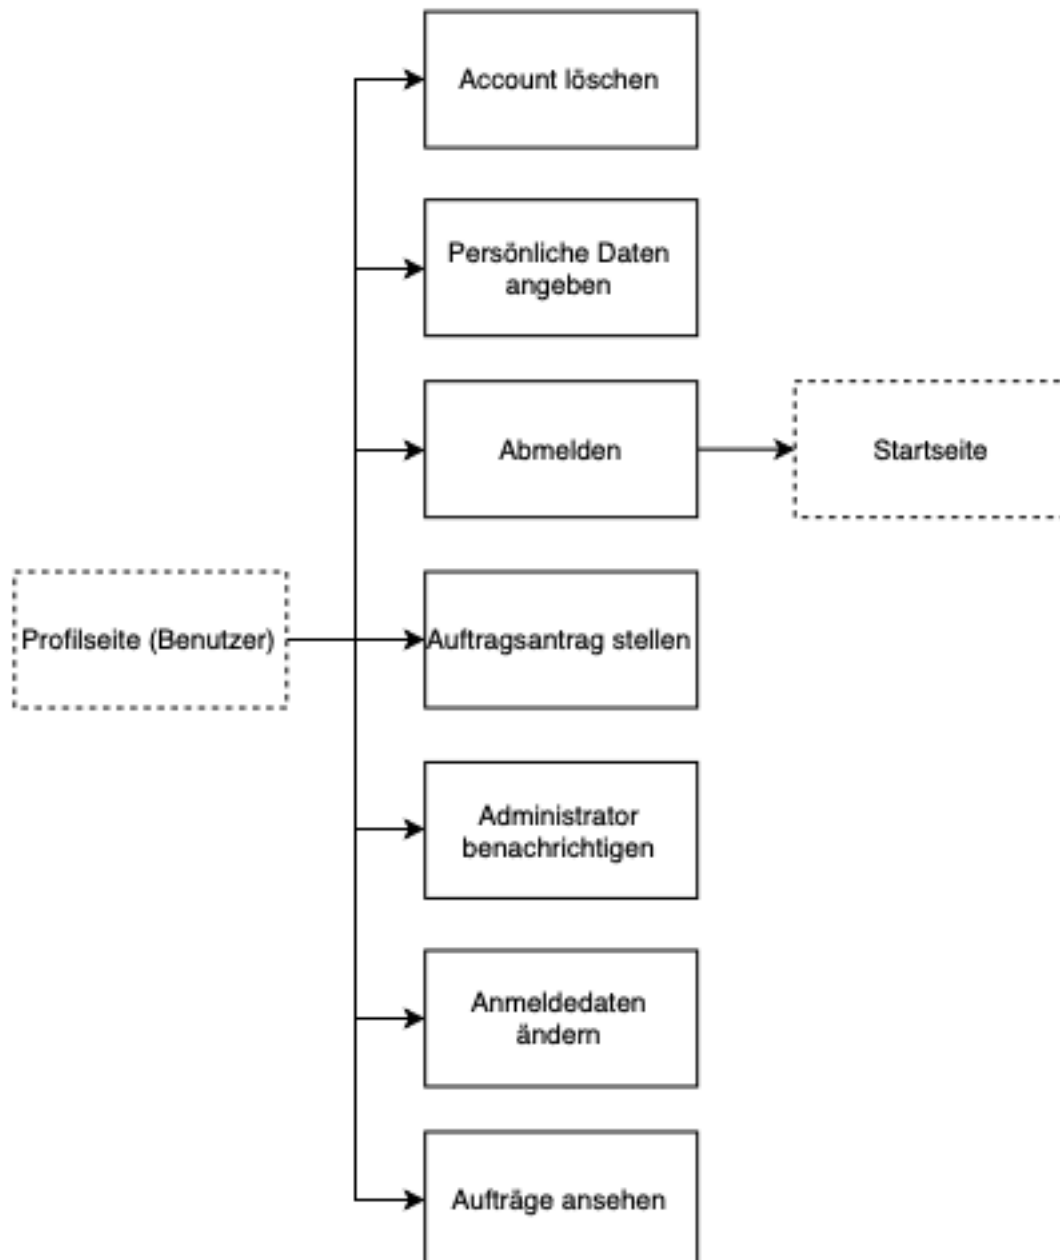 Account löschen
Persönliche Daten
angeben
Abmelden
Startseite
Profilseite (Benutzer)
Auftragsantrag stellen
Administrator
benachrichtigen
Anmeldedaten
ändern
Aufträge ansehen